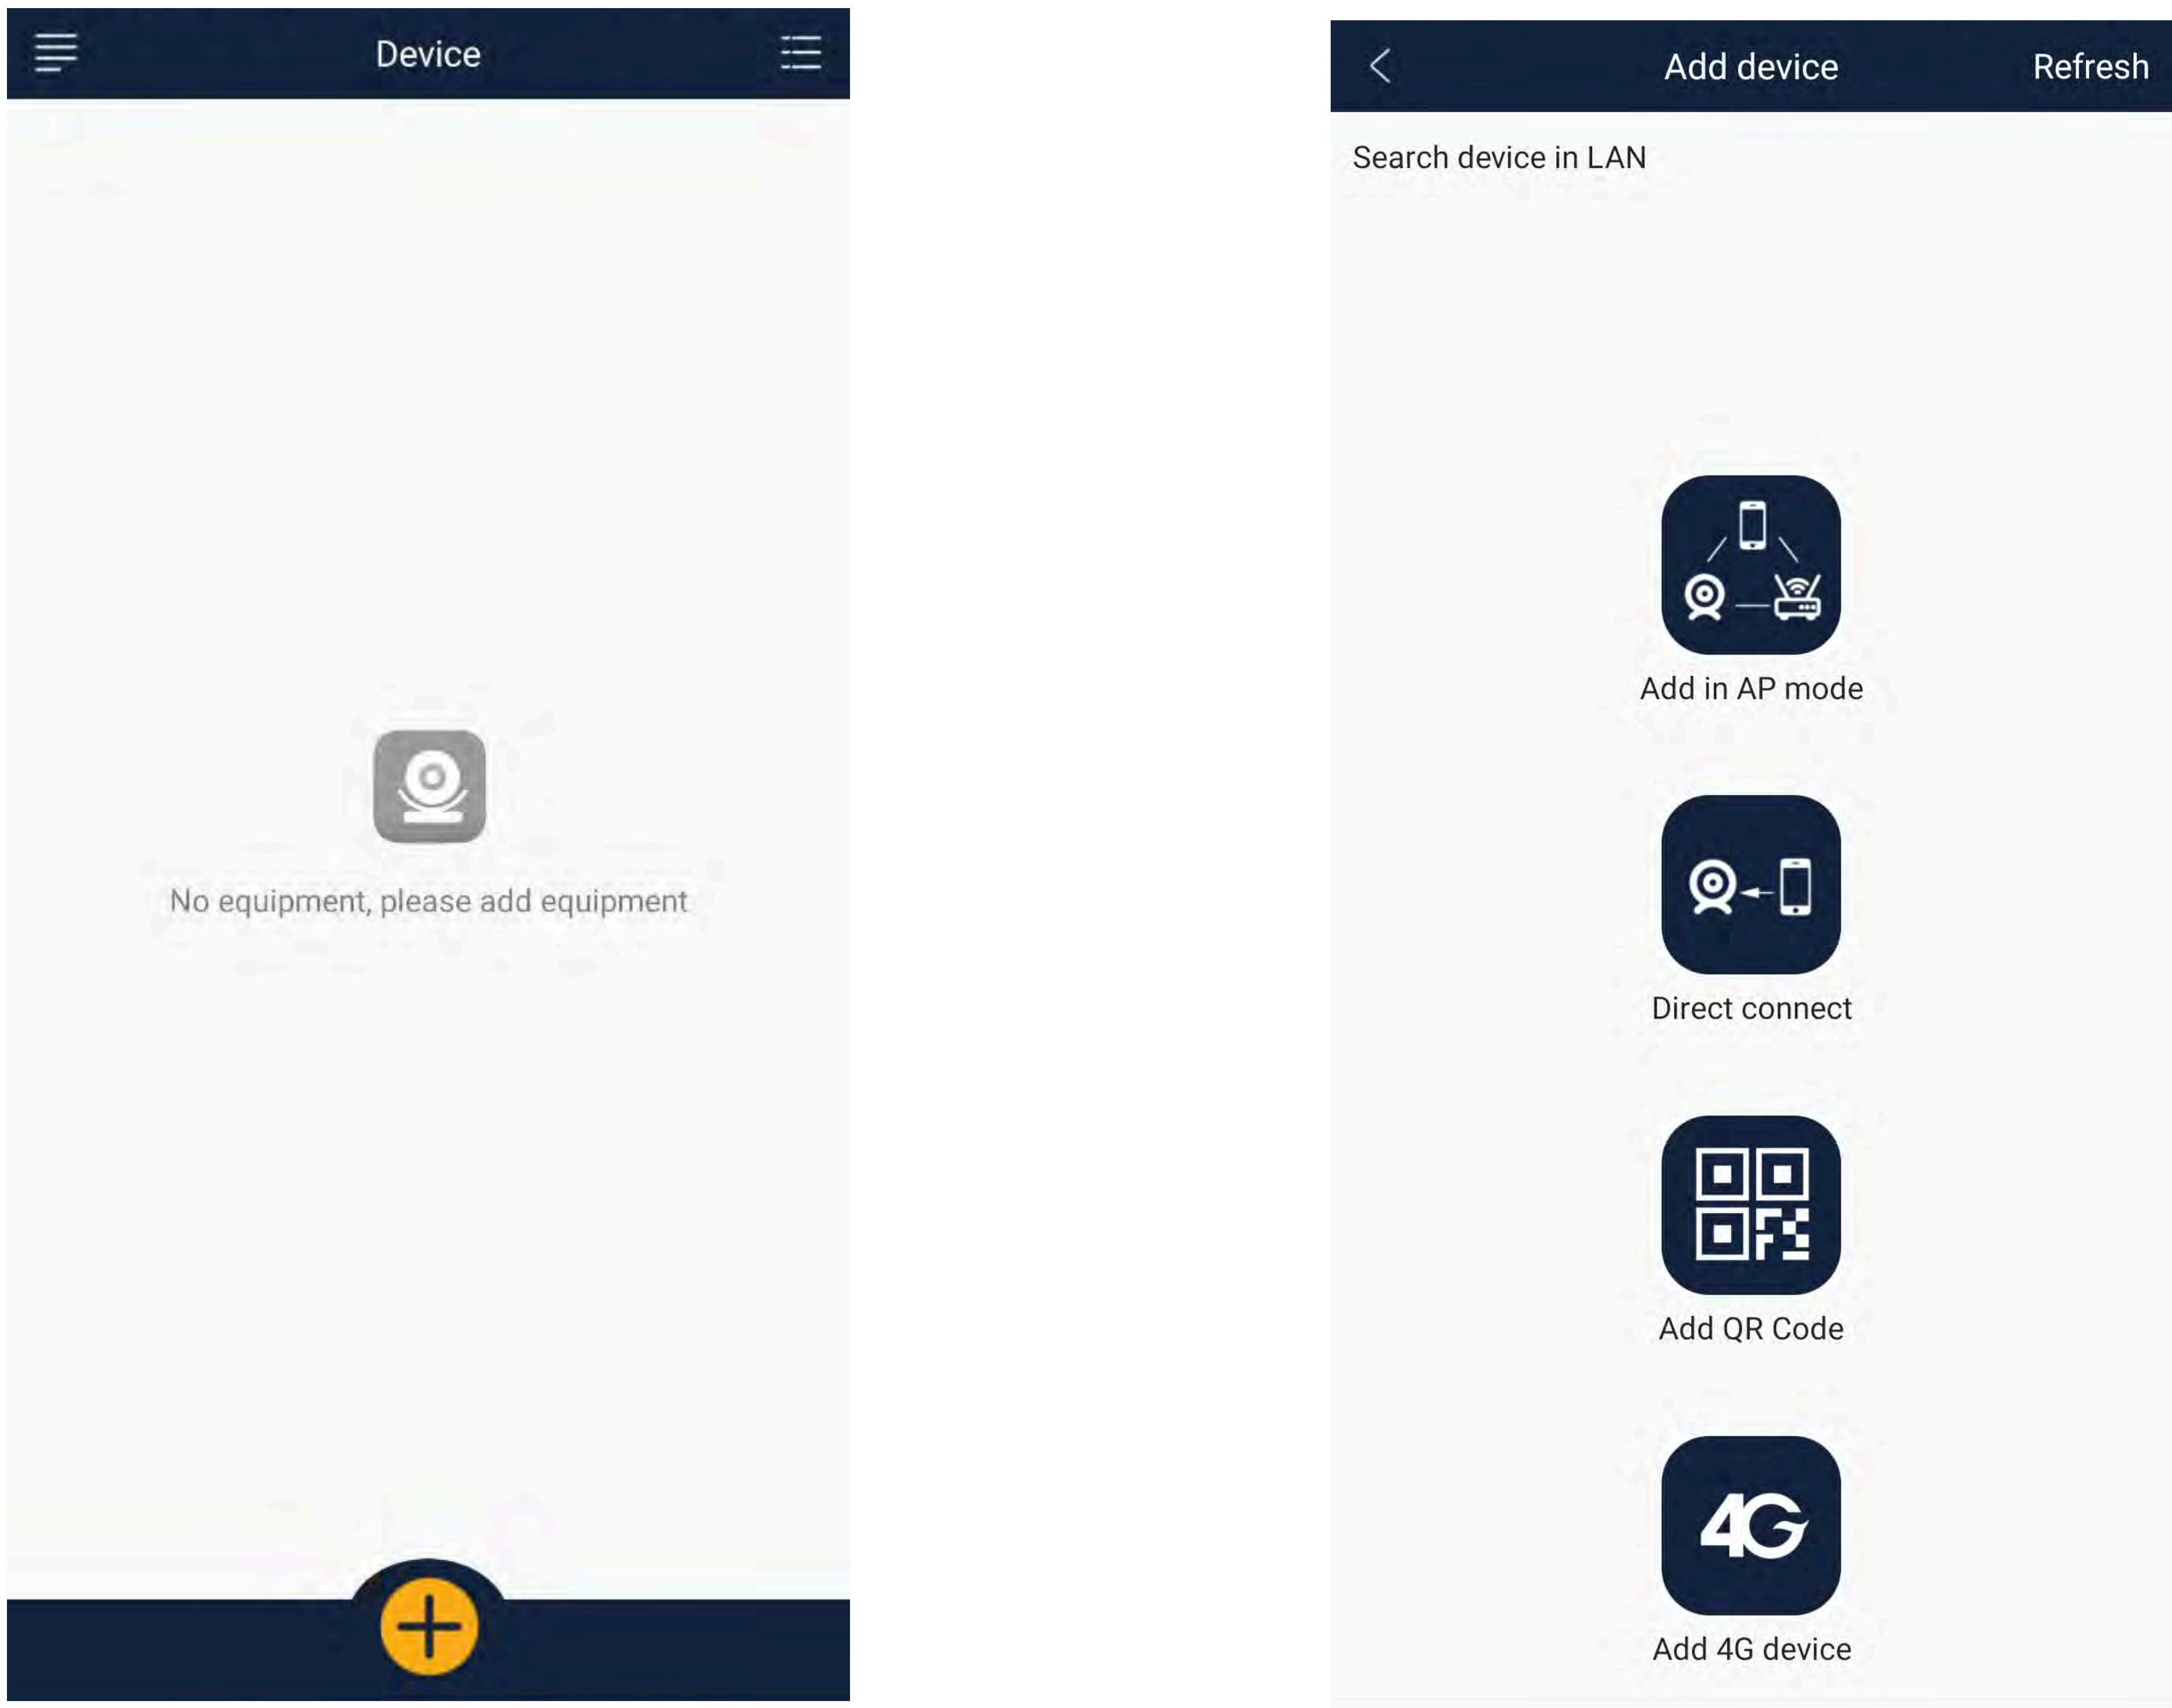 Device
No equipment, please add equipment
Add device
Refresh
Search device in LAN
Add in AP mode
Direct connect
Add QR Code
4G
Add 4G device